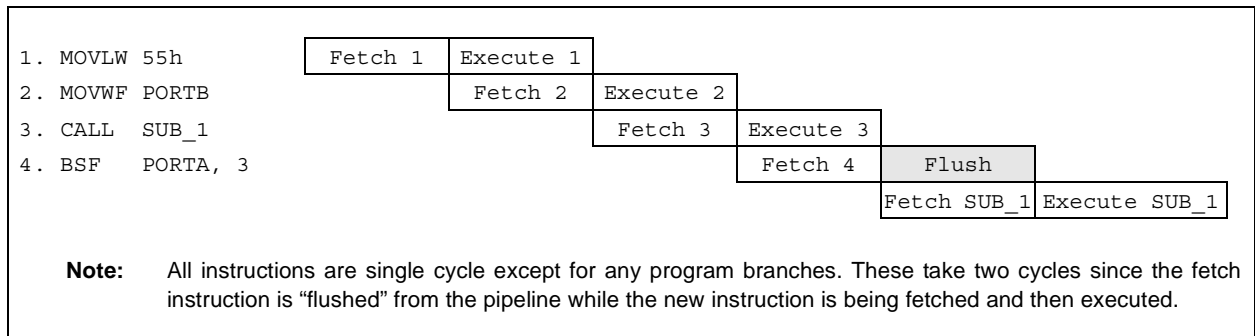 1. MOVLW 55h Fetch 1 Execute 1
2. MOVWF PORTB Fetch 2 Execute 2
3. CALL SUB_1 Fetch 3 Execute 3
4. BSF PORTA, 3 Fetch 4 Flush
Fetch SUB_1 Execute SUB_1
Note: All instructions are single cycle except for any program branches. These take two cycles since the fetch
instruction is “flushed” from the pipeline while the new instruction is being fetched and then executed.